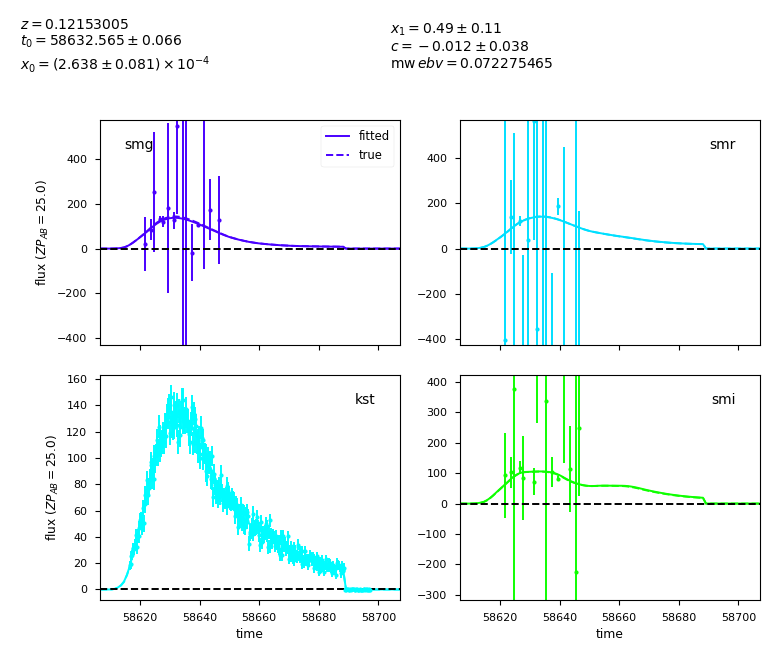 z = 0.12153005
t₀ = 58632.565 ± 0.066
x₀ = (2.638 ± 0.081) × 10⁻⁴
x₁ = 0.49 ± 0.11
c = −0.012 ± 0.038
mw ebv = 0.072275465
smg
fitted
true
400
200
0
−200
−400
flux (ZP_AB = 25.0)
smr
400
200
0
−200
−400
kst
160
140
120
100
80
60
40
20
0
flux (ZP_AB = 25.0)
58620 58640 58660 58680 58700
time
smi
400
300
200
100
0
−100
−200
−300
58620 58640 58660 58680 58700
time